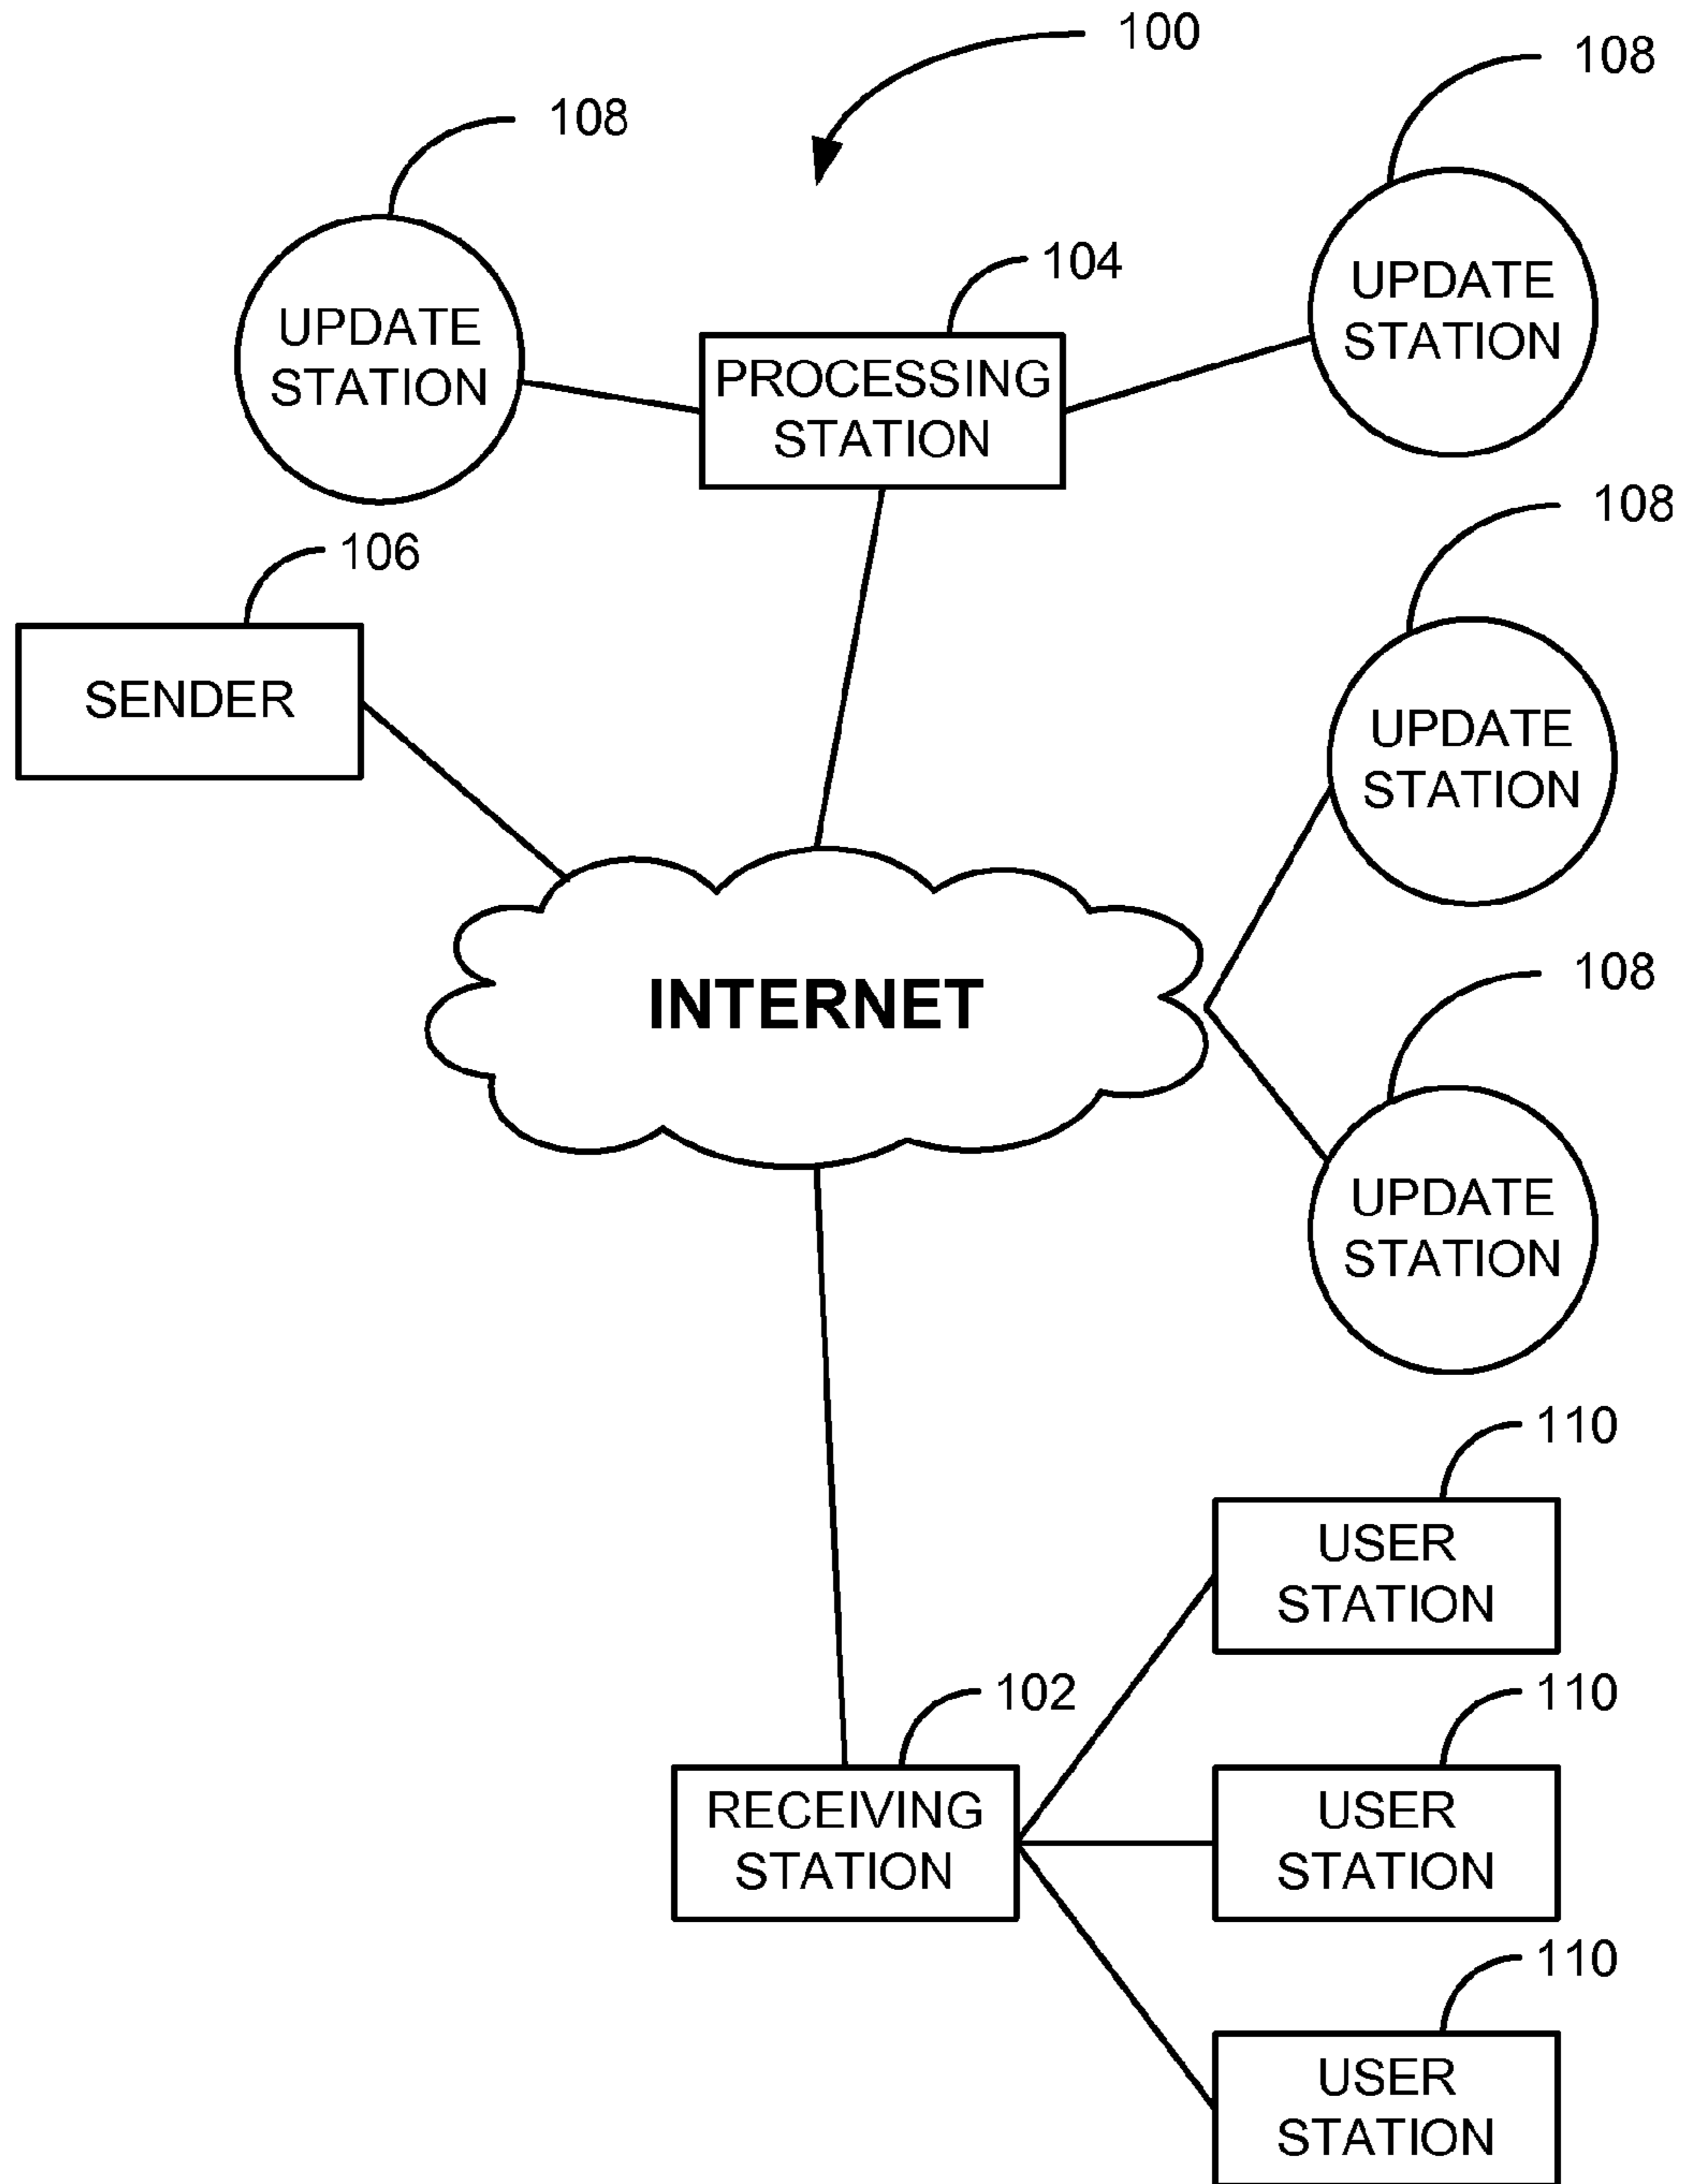 100
108
108
104
UPDATE
STATION
PROCESSING
STATION
UPDATE
STATION
108
106
SENDER
UPDATE
STATION
INTERNET
108
UPDATE
STATION
110
USER
STATION
102
110
RECEIVING
STATION
USER
STATION
110
USER
STATION